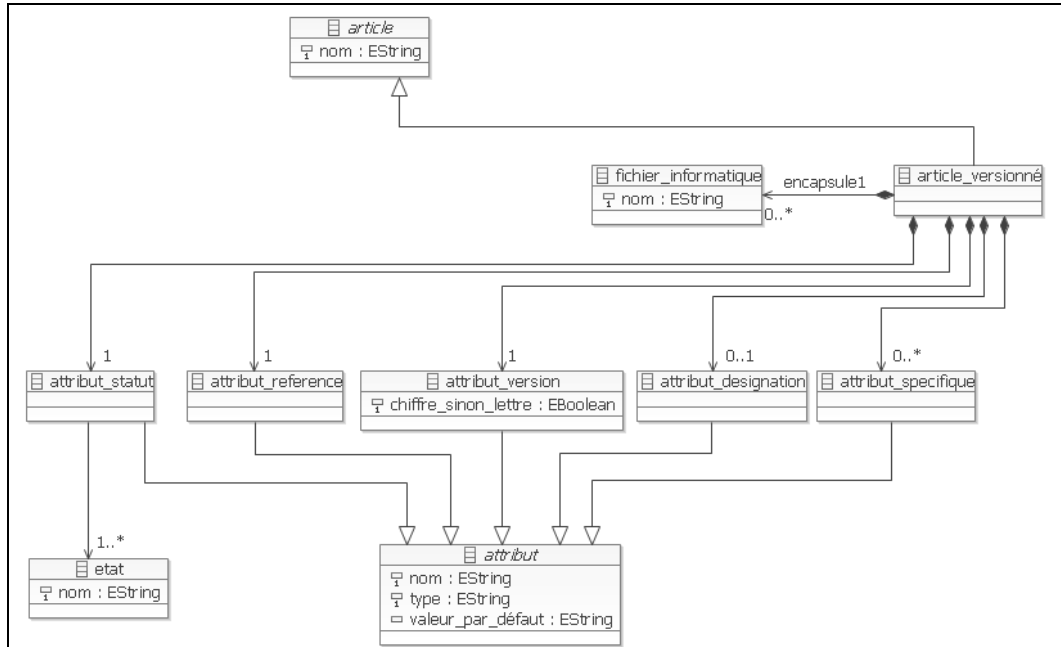 article
nom : EString
fichier_informatique
nom : EString
encapsule1
0..*
article_versionné
1
1
1
0..1
0..*
attribut_statut
attribut_reference
attribut_version
chiffre_sinon_lettre : EBoolean
attribut_designation
attribut_specifique
1..*
etat
nom : EString
attribut
nom : EString
type : EString
valeur_par_défaut : EString